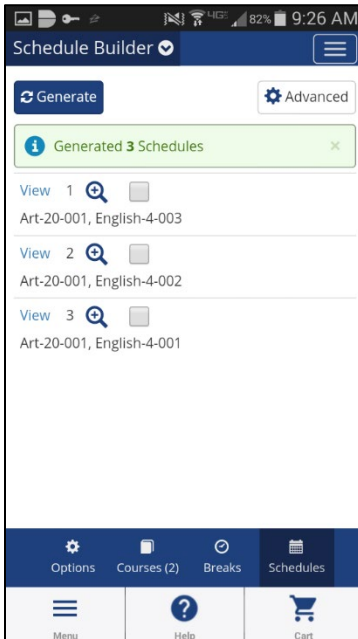 4GE 82% 9:26 AM
Schedule Builder
Generate Advanced
Generated 3 Schedules ×
View 1
Art-20-001, English-4-003
View 2
Art-20-001, English-4-002
View 3
Art-20-001, English-4-001
Options Courses (2) Breaks Schedules
Menu Help Cart